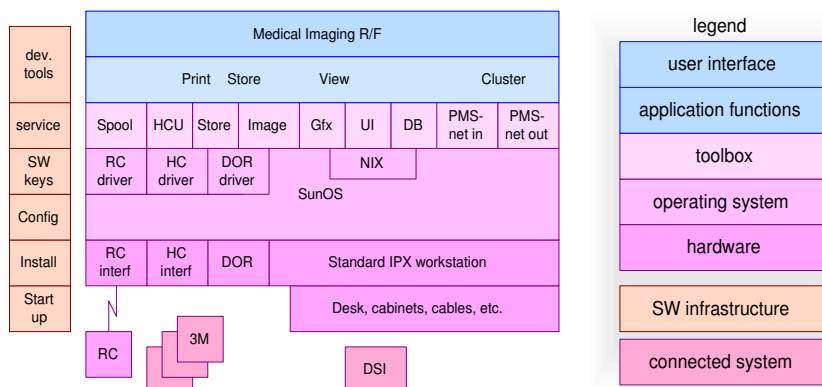 legend
Medical Imaging R/F
user interface
dev.
tools
Print Store View Cluster
application functions
service
Spool
HCU
Store
Image
Gfx
UI
DB
PMS-
net in
PMS-
net out
toolbox
SW
keys
RC
driver
HC
driver
DOR
driver
NIX
SunOS
operating system
Config
Install
RC
interf
HC
interf
DOR
Standard IPX workstation
hardware
Start
up
Desk, cabinets, cables, etc.
SW infrastructure
RC
3M
DSI
connected system